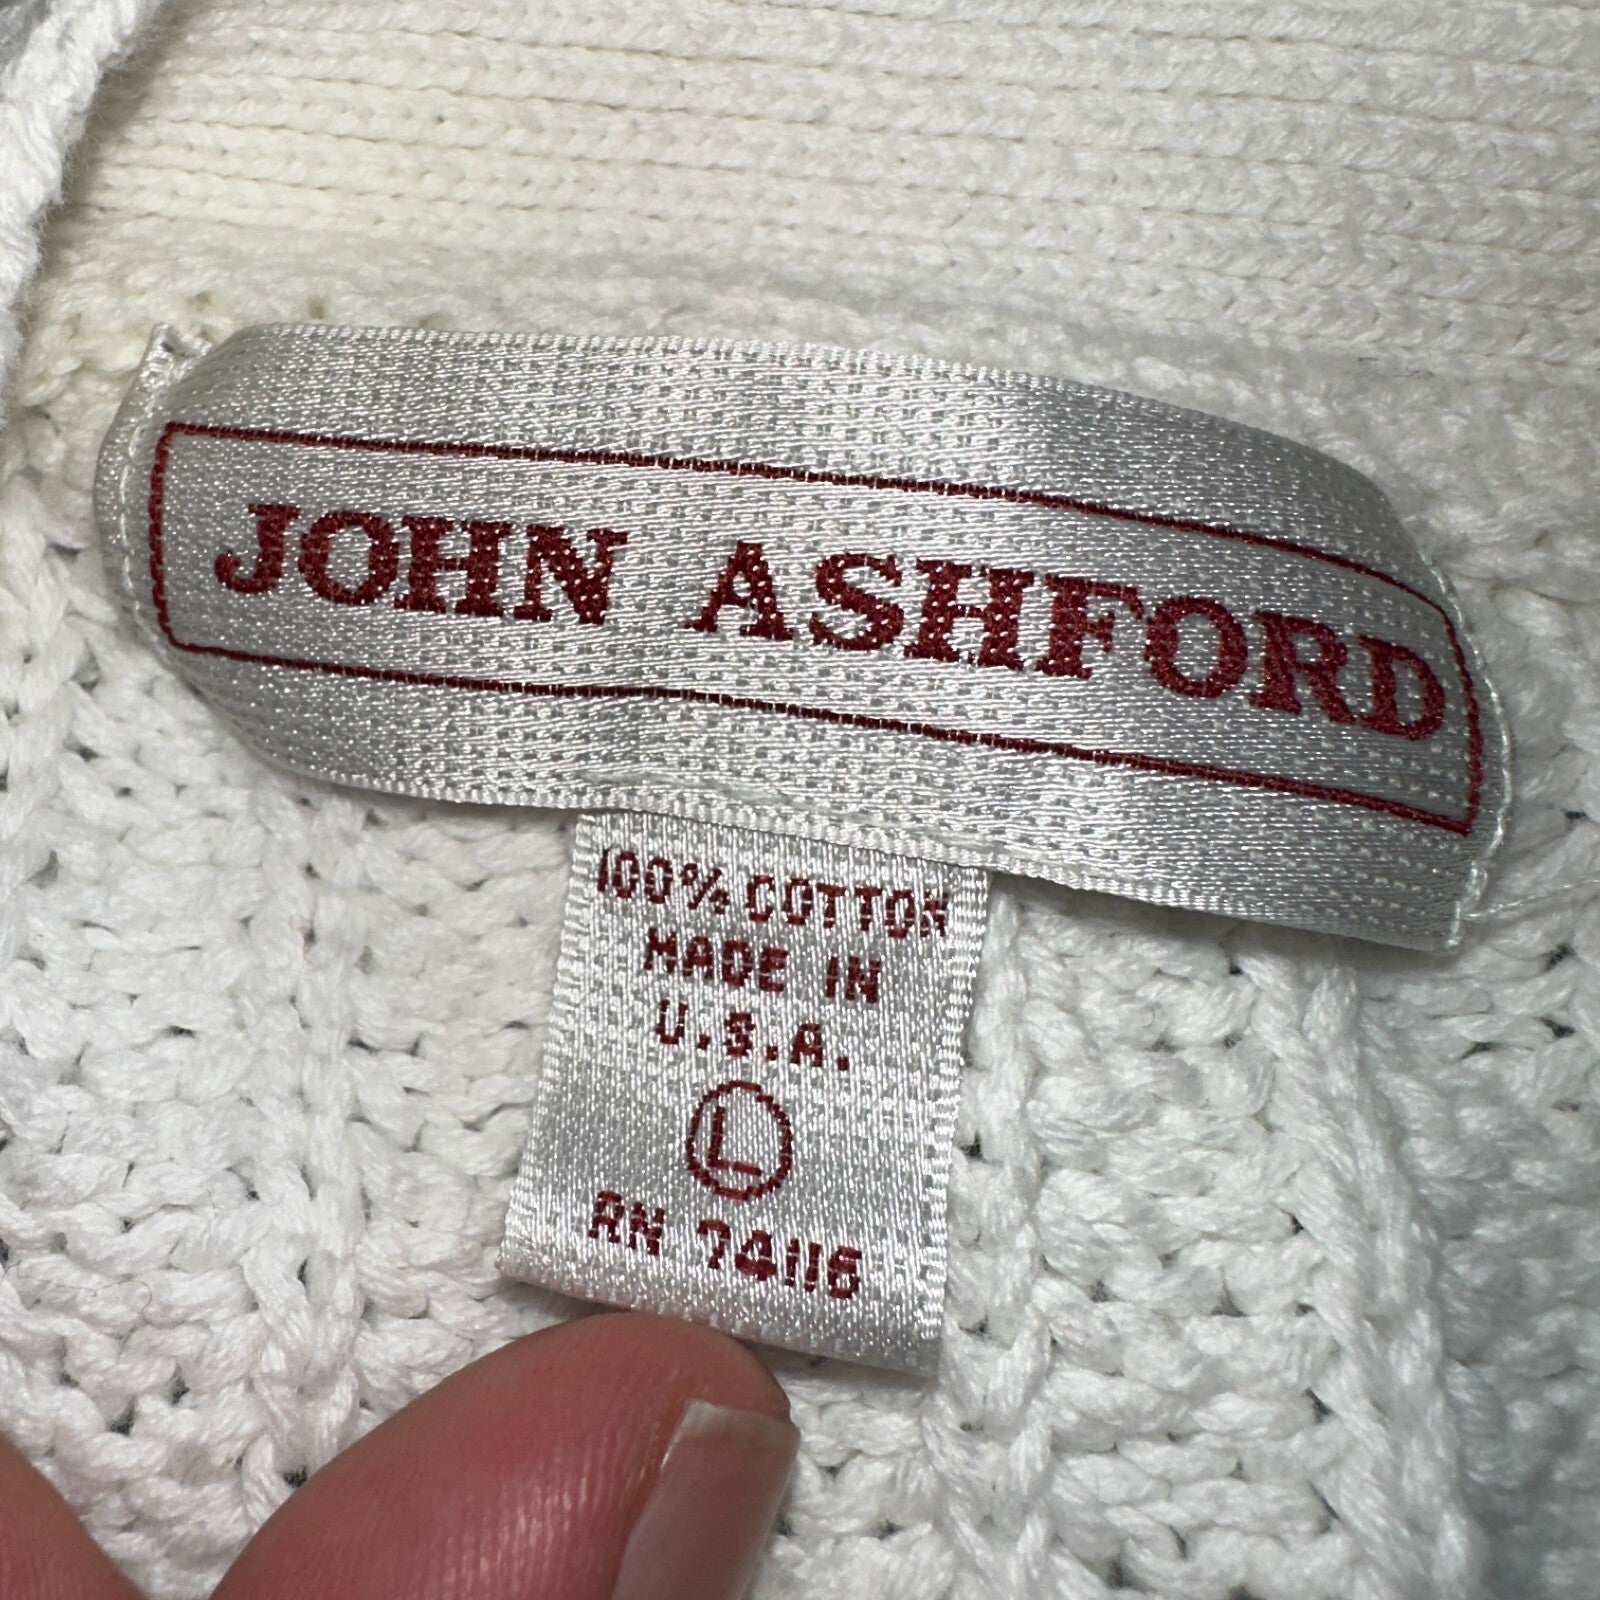 JOHN ASHFORD
100% COTTON
MADE IN
U.S.A.
L
RN 74116